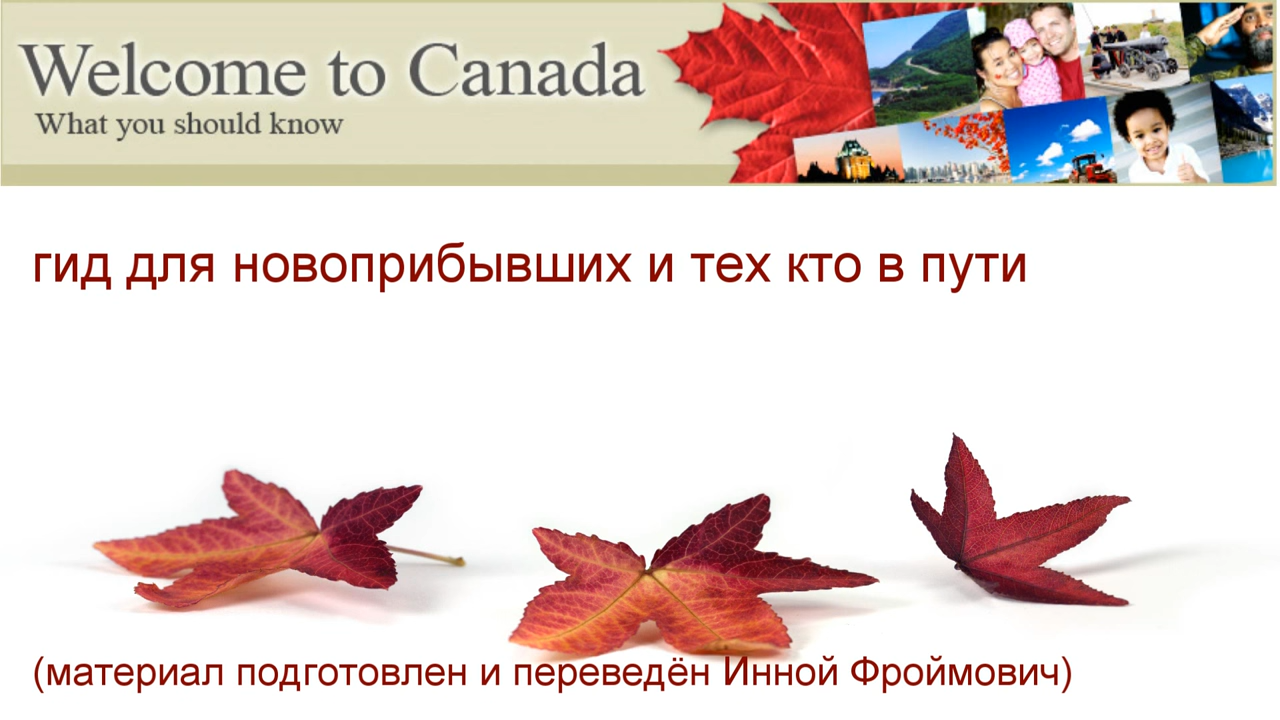 Welcome to Canada
What you should know
гид для новоприбывших и тех кто в пути
(материал подготовлен и переведён Инной Фроймович)